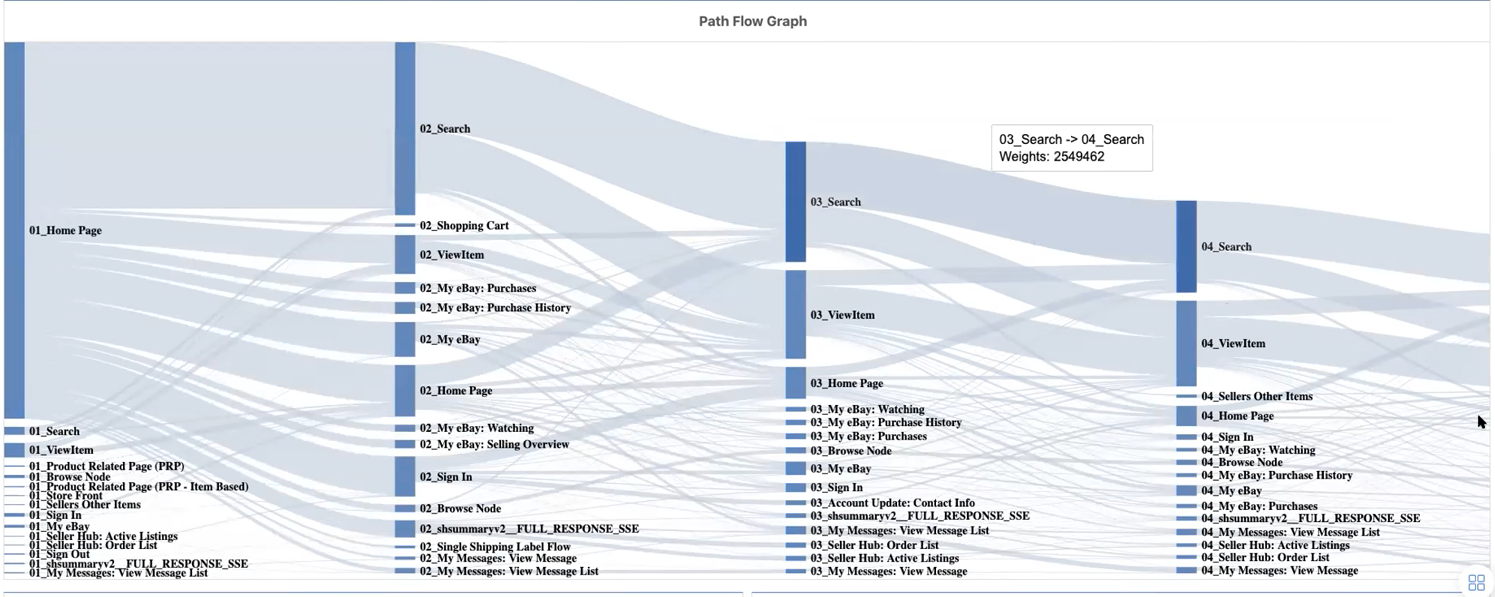 Path Flow Graph
01_Home Page
01_Search
01_ViewItem
01_Product Related Page (PRP)
01_Browse Node
01_Product Related Page (PRP - Item Based)
01_Store Front
01_Sellers Other Items
01_Sign In
01_My eBay
01_Seller Hub: Active Listings
01_Seller Hub: Order List
01_Sign Out
01_shsummaryv2__FULL_RESPONSE_SSE
01_My Messages: View Message List
02_Search
02_Shopping Cart
02_ViewItem
02_My eBay: Purchases
02_My eBay: Purchase History
02_My eBay
02_Home Page
02_My eBay: Watching
02_My eBay: Selling Overview
02_Sign In
02_Browse Node
02_shsummaryv2__FULL_RESPONSE_SSE
02_Single Shipping Label Flow
02_My Messages: View Message
02_My Messages: View Message List
03_Search
03_ViewItem
03_Home Page
03_My eBay: Watching
03_My eBay: Purchase History
03_My eBay: Purchases
03_Browse Node
03_My eBay
03_Sign In
03_Account Update: Contact Info
03_shsummaryv2__FULL_RESPONSE_SSE
03_My Messages: View Message List
03_Seller Hub: Order List
03_Seller Hub: Active Listings
03_My Messages: View Message
03_Search -> 04_Search
Weights: 2549462
04_Search
04_ViewItem
04_Sellers Other Items
04_Home Page
04_Sign In
04_My eBay: Watching
04_Browse Node
04_My eBay: Purchase History
04_My eBay
04_My eBay: Purchases
04_shsummaryv2__FULL_RESPONSE_SSE
04_My Messages: View Message List
04_Seller Hub: Active Listings
04_Seller Hub: Order List
04_My Messages: View Message